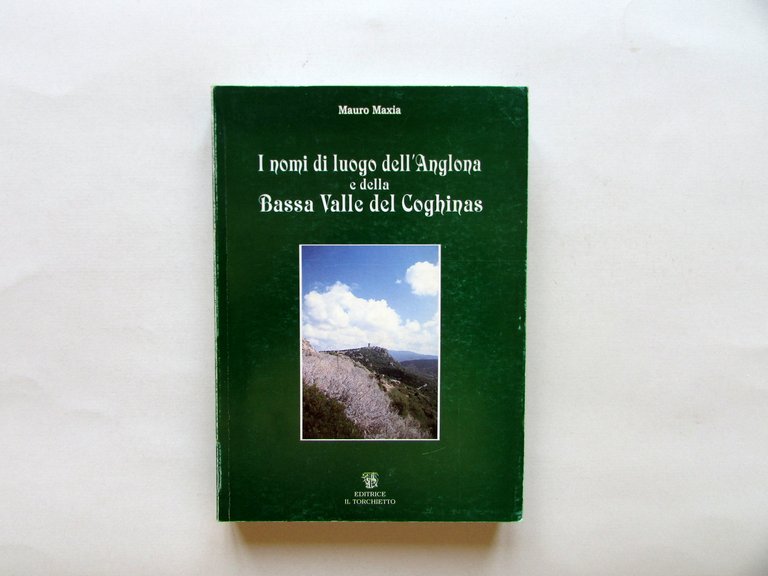 Mauro Maxia
I nomi di luogo dell'Anglona
e della
Bassa Valle del Coghinas
EDITRICE
IL TORCHIETTO